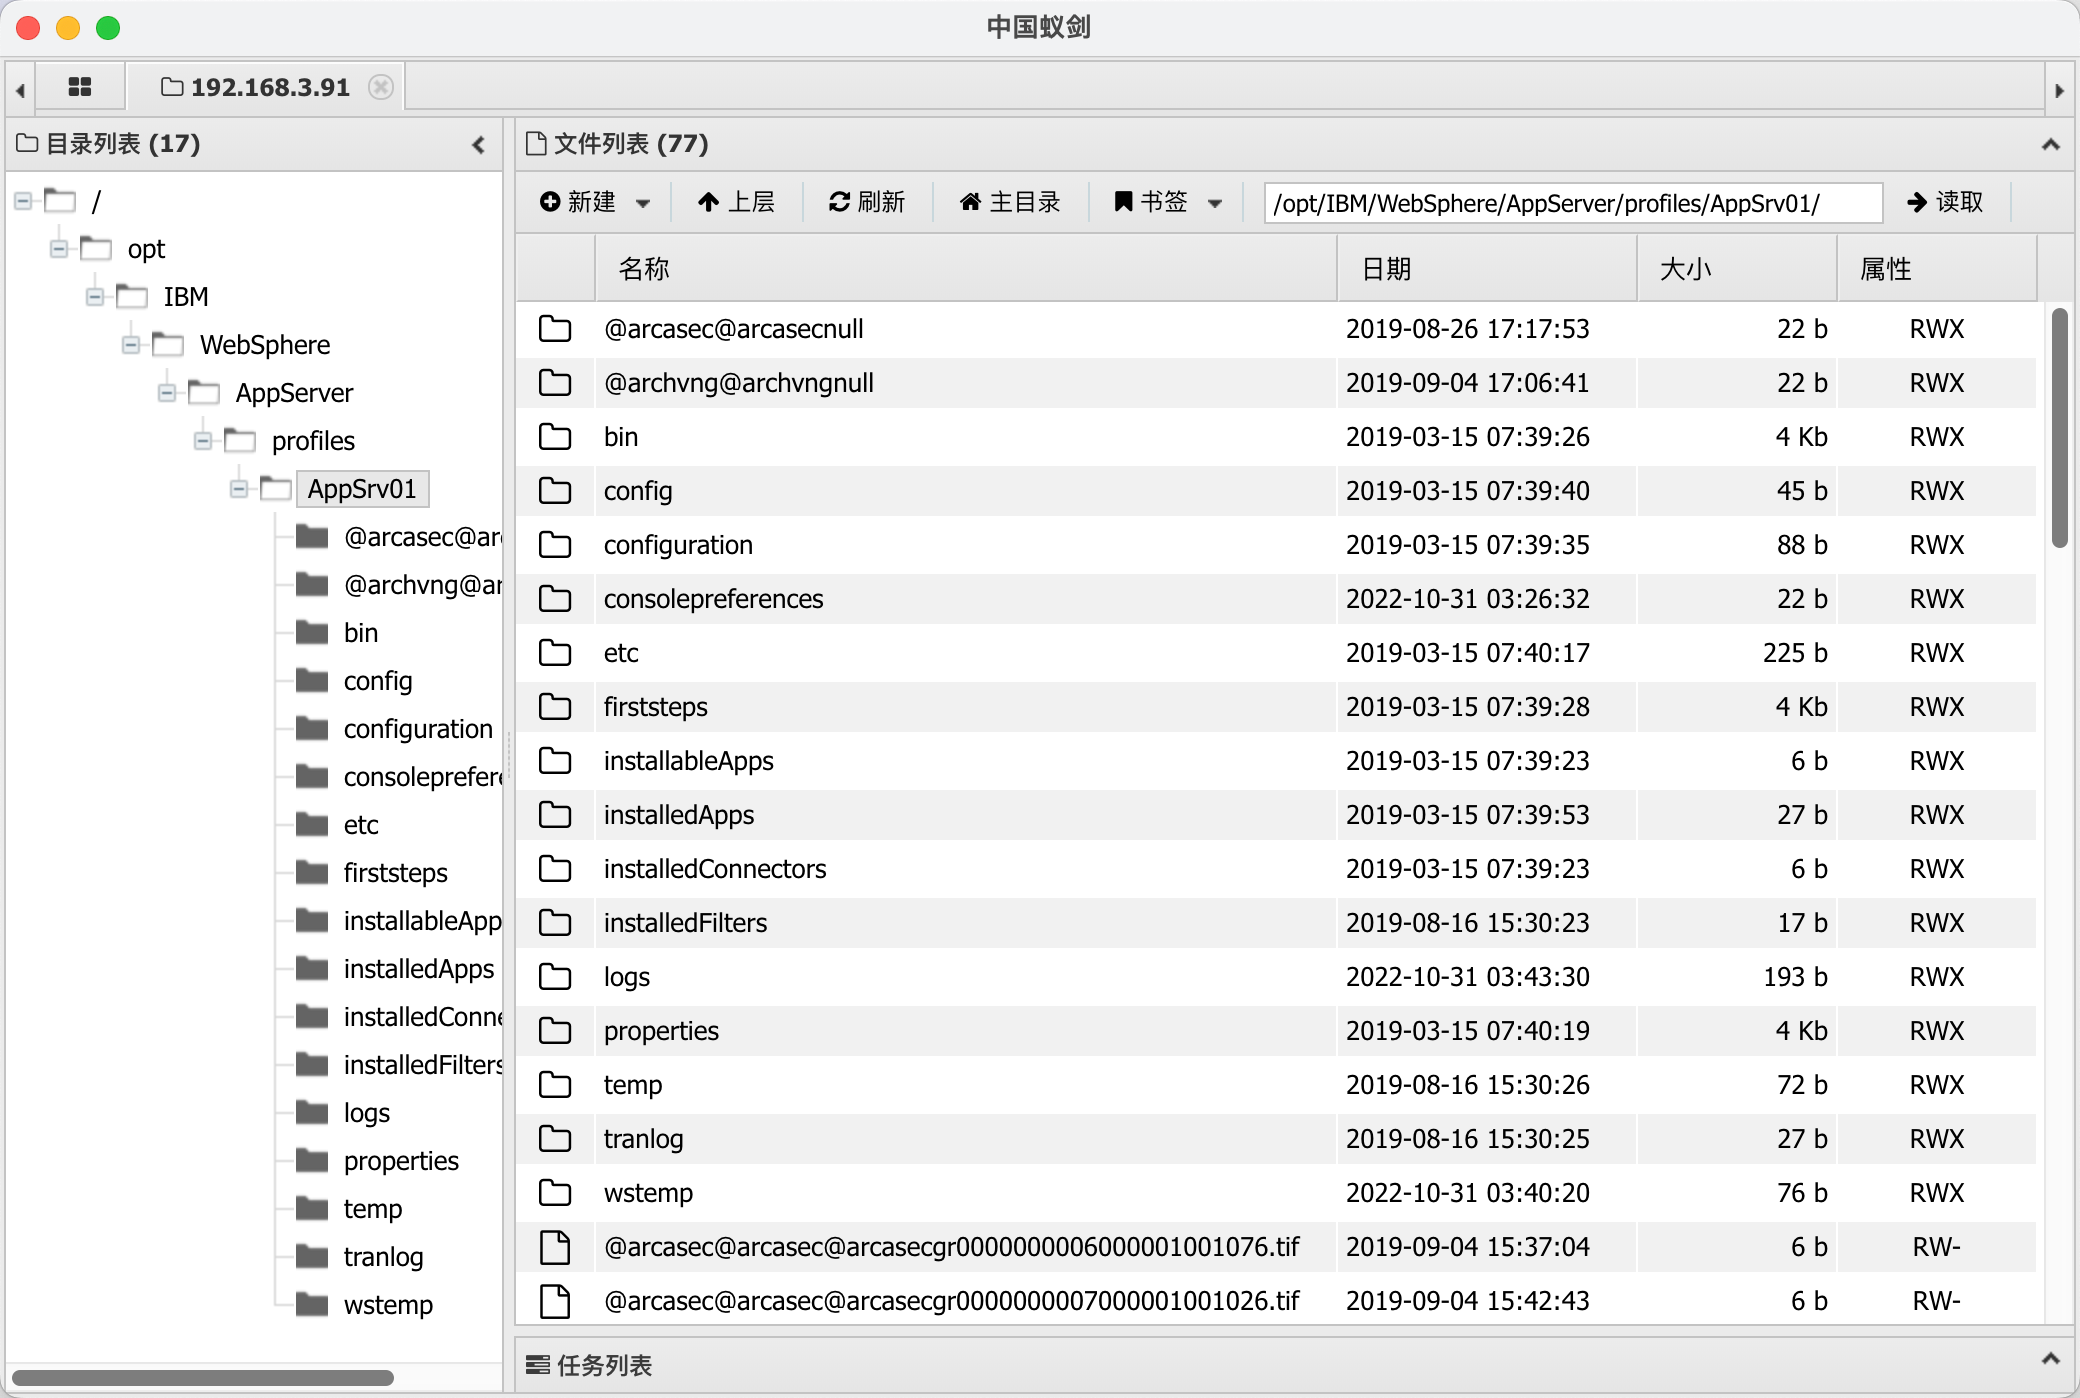 中国蚁剑
192.168.3.91
目录列表 (17)
/
opt
IBM
WebSphere
AppServer
profiles
AppSrv01
@arcasec@arc
@archvng@ar
bin
config
configuration
consoleprefere
etc
firststeps
installableApp
installedApps
installedConne
installedFilters
logs
properties
temp
tranlog
wstemp
文件列表 (77)
新建 上层 刷新 主目录 书签 /opt/IBM/WebSphere/AppServer/profiles/AppSrv01/ 读取
名称 日期 大小 属性
@arcasec@arcasecnull 2019-08-26 17:17:53 22 b RWX
@archvng@archvngnull 2019-09-04 17:06:41 22 b RWX
bin 2019-03-15 07:39:26 4 Kb RWX
config 2019-03-15 07:39:40 45 b RWX
configuration 2019-03-15 07:39:35 88 b RWX
consolepreferences 2022-10-31 03:26:32 22 b RWX
etc 2019-03-15 07:40:17 225 b RWX
firststeps 2019-03-15 07:39:28 4 Kb RWX
installableApps 2019-03-15 07:39:23 6 b RWX
installedApps 2019-03-15 07:39:53 27 b RWX
installedConnectors 2019-03-15 07:39:23 6 b RWX
installedFilters 2019-08-16 15:30:23 17 b RWX
logs 2022-10-31 03:43:30 193 b RWX
properties 2019-03-15 07:40:19 4 Kb RWX
temp 2019-08-16 15:30:26 72 b RWX
tranlog 2019-08-16 15:30:25 27 b RWX
wstemp 2022-10-31 03:40:20 76 b RWX
@arcasec@arcasec@arcasecgr0000000006000001001076.tif 2019-09-04 15:37:04 6 b RW-
@arcasec@arcasec@arcasecgr0000000007000001001026.tif 2019-09-04 15:42:43 6 b RW-
任务列表